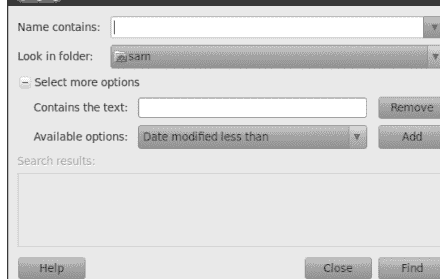 Name contains:
Look in folder: sarn
Select more options
Contains the text: Remove
Available options: Date modified less than Add
Search results:
Help Close Find